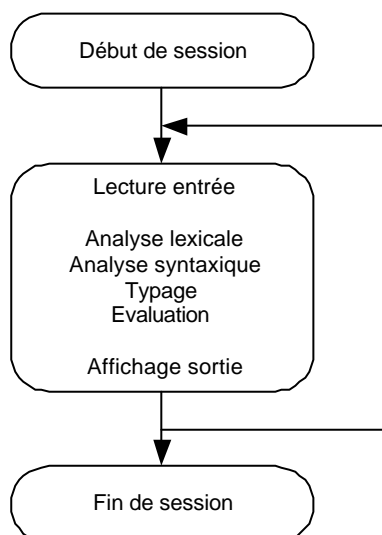 Début de session
Lecture entrée
Analyse lexicale
Analyse syntaxique
Typage
Evaluation
Affichage sortie
Fin de session